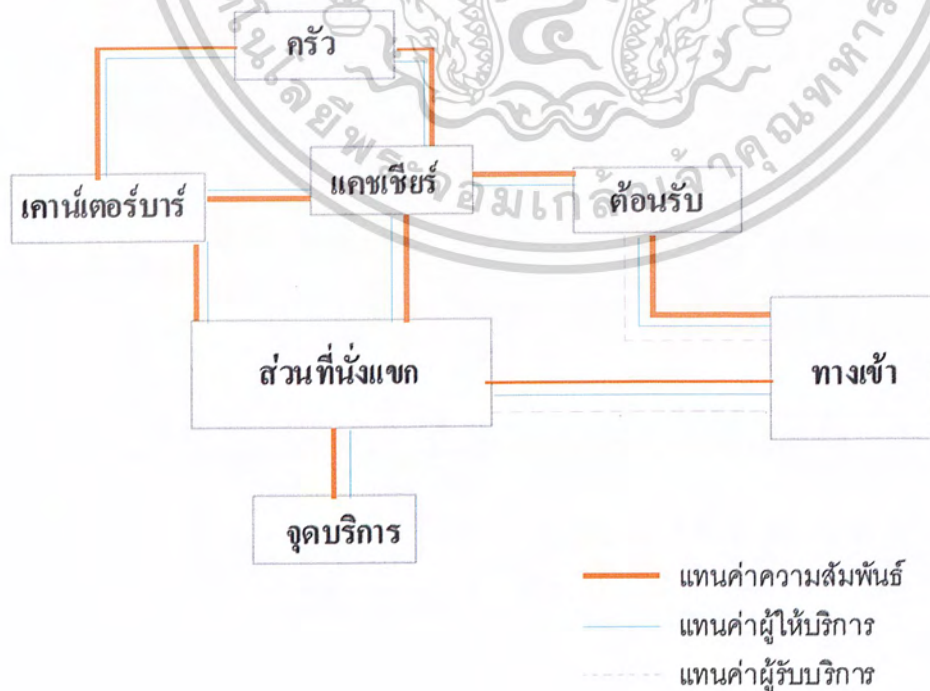 ครัว
แคชเชียร์
เคาน์เตอร์บาร์
ต้อนรับ
ส่วนที่นั่งแขก
ทางเข้า
จุดบริการ
แทนค่าความสัมพันธ์
แทนค่าผู้ให้บริการ
แทนค่าผู้รับบริการ